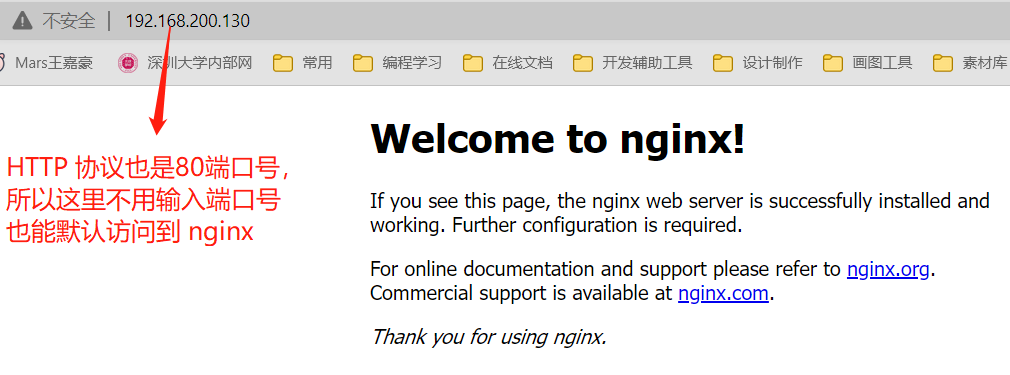 不安全 | 192.168.200.130
Mars王嘉豪 深圳大学内部网 常用 编程学习 在线文档 开发辅助工具 设计制作 画图工具 素材库
HTTP 协议也是80端口号，
所以这里不用输入端口号
也能默认访问到 nginx
Welcome to nginx!
If you see this page, the nginx web server is successfully installed and
working. Further configuration is required.
For online documentation and support please refer to nginx.org.
Commercial support is available at nginx.com.
Thank you for using nginx.